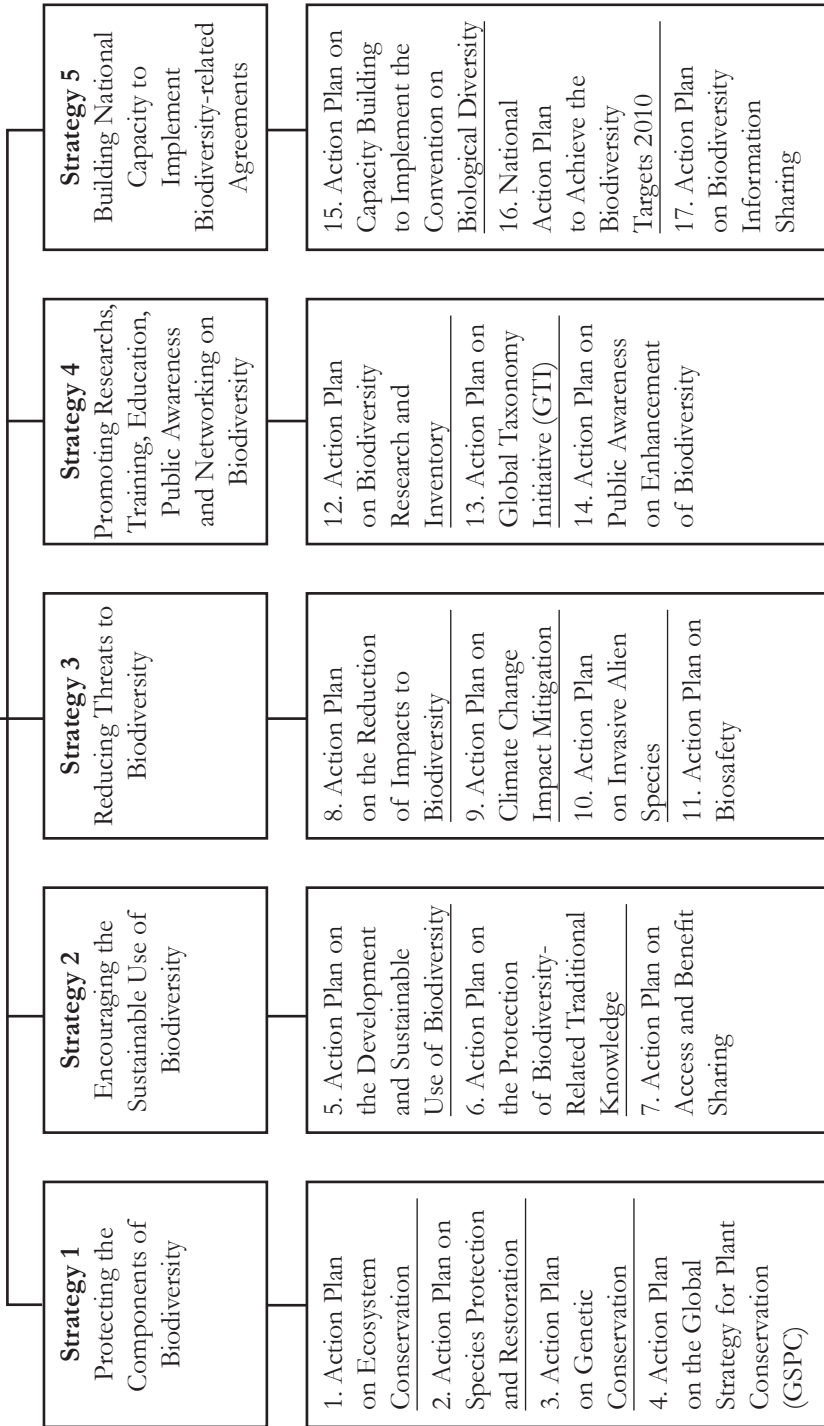 Strategy 1
Protecting the
Components of
Biodiversity
1. Action Plan
on Ecosystem
Conservation
2. Action Plan on
Species Protection
and Restoration
3. Action Plan
on Genetic
Conservation
4. Action Plan
on the Global
Strategy for Plant
Conservation
(GSPC)
Strategy 2
Encouraging the
Sustainable Use of
Biodiversity
5. Action Plan on
the Development
and Sustainable
Use of Biodiversity
6. Action Plan on
the Protection
of Biodiversity-
Related Traditional
Knowledge
7. Action Plan on
Access and Benefit
Sharing
Strategy 3
Reducing Threats to
Biodiversity
8. Action Plan
on the Reduction
of Impacts to
Biodiversity
9. Action Plan on
Climate Change
Impact Mitigation
10. Action Plan
on Invasive Alien
Species
11. Action Plan on
Biosafety
Strategy 4
Promoting Researchs,
Training, Education,
Public Awareness
and Networking on
Biodiversity
12. Action Plan
on Biodiversity
Research and
Inventory
13. Action Plan on
Global Taxonomy
Initiative (GTI)
14. Action Plan on
Public Awareness
on Enhancement
of Biodiversity
Strategy 5
Building National
Capacity to
Implement
Biodiversity-related
Agreements
15. Action Plan on
Capacity Building
to Implement the
Convention on
Biological Diversity
16. National
Action Plan
to Achieve the
Biodiversity
Targets 2010
17. Action Plan
on Biodiversity
Information
Sharing